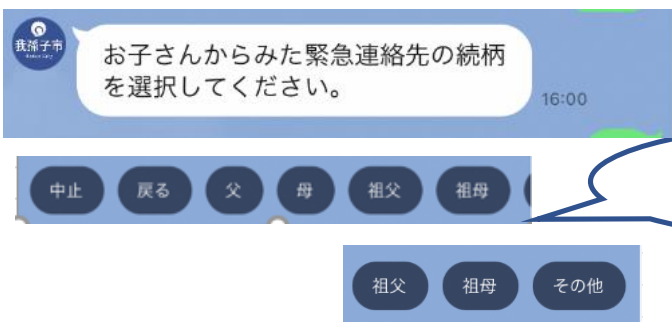 我孫子市
お子さんからみた緊急連絡先の続柄
を選択してください。
16:00
中止 戻る 父 母 祖父 祖母
祖父 祖母 その他